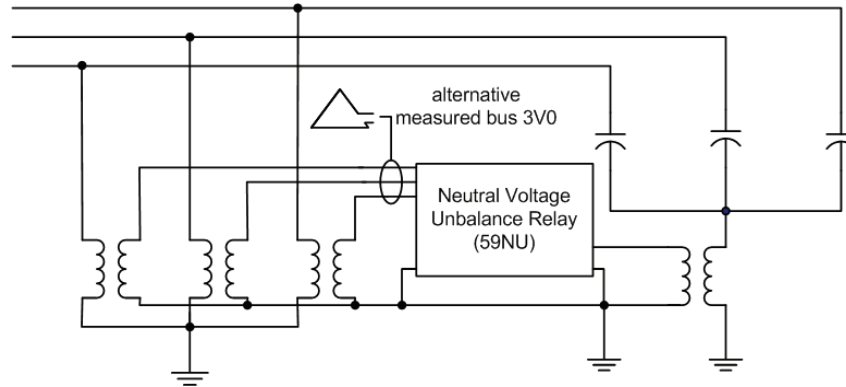 alternative
measured bus 3V0
Neutral Voltage
Unbalance Relay
(59NU)